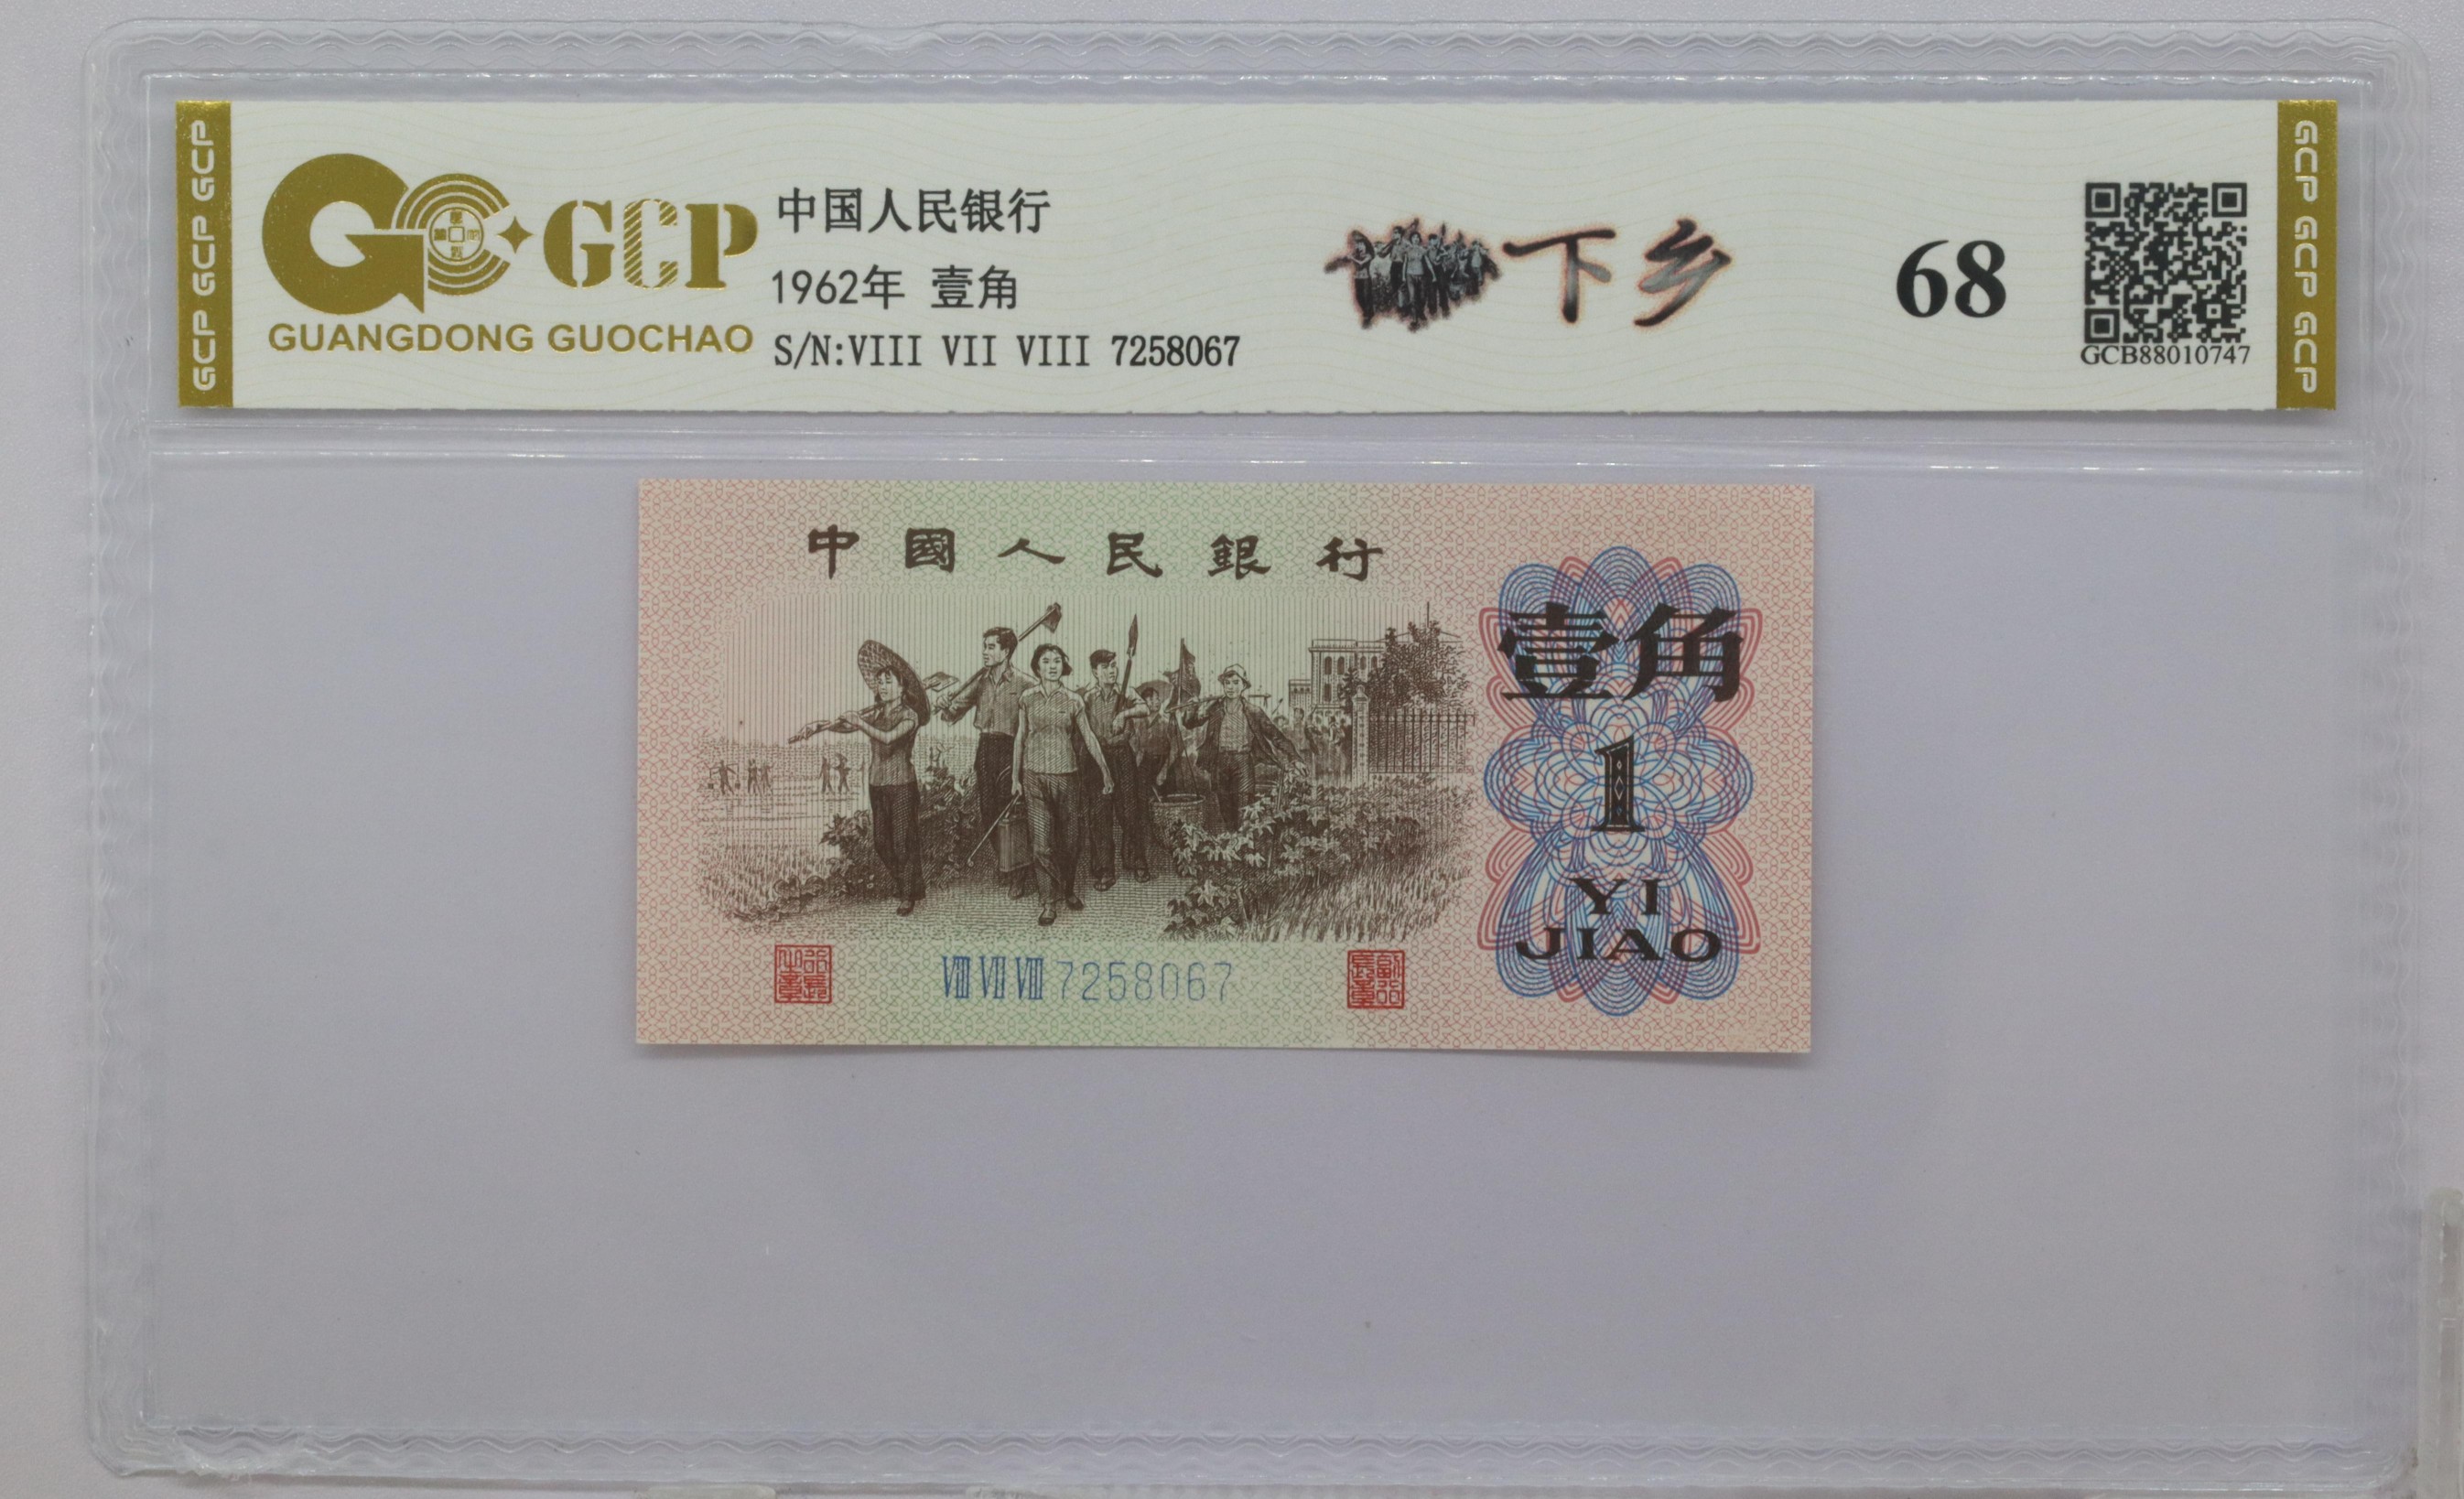 GCP GCP GCP
GCP
GUANGDONG GUOCHAO
中国人民银行
1962年 壹角
S/N:VIII VII VIII 7258067
下乡
68
GCB88010747
GCP GCP GCP
中國人民銀行
壹角
1
YI
JIAO
VIII VII VIII 7258067